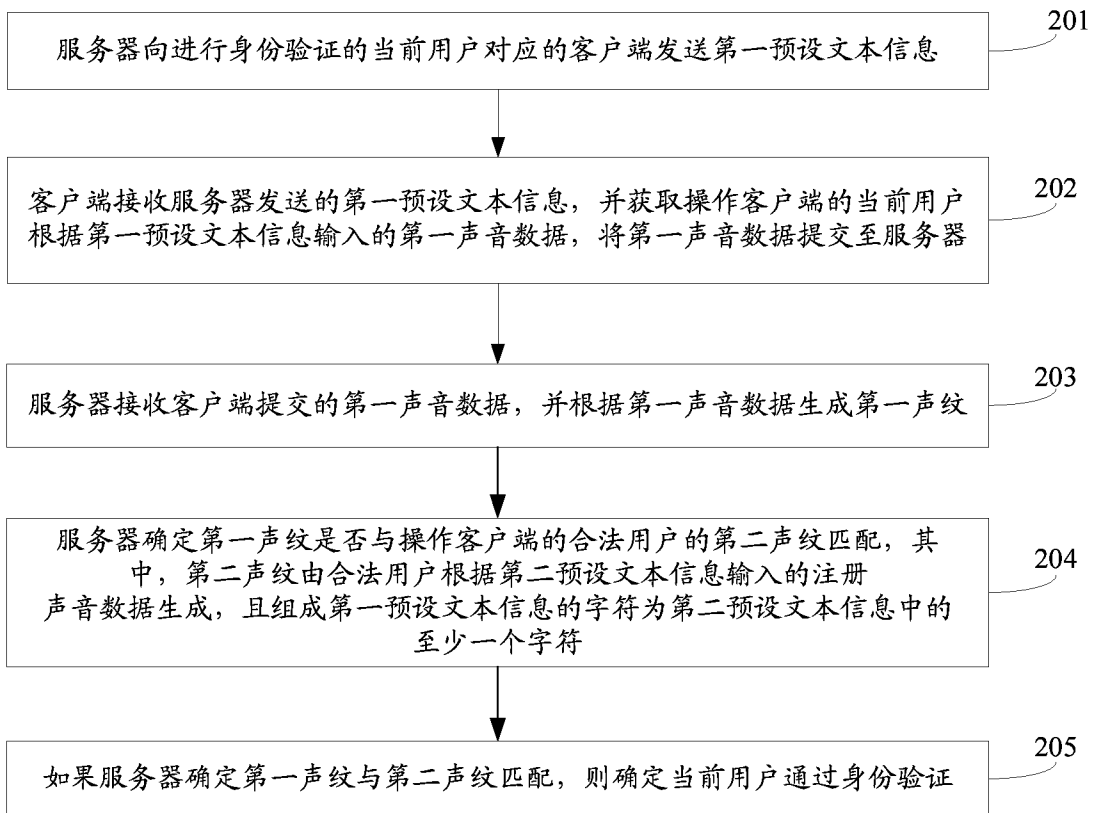 服务器向进行身份验证的当前用户对应的客户端发送第一预设文本信息
201
客户端接收服务器发送的第一预设文本信息，并获取操作客户端的当前用户
根据第一预设文本信息输入的第一声音数据，将第一声音数据提交至服务器
202
服务器接收客户端提交的第一声音数据，并根据第一声音数据生成第一声纹
203
服务器确定第一声纹是否与操作客户端的合法用户的第二声纹匹配，其
中，第二声纹由合法用户根据第二预设文本信息输入的注册
声音数据生成，且组成第一预设文本信息的字符为第二预设文本信息中的
至少一个字符
204
如果服务器确定第一声纹与第二声纹匹配，则确定当前用户通过身份验证
205